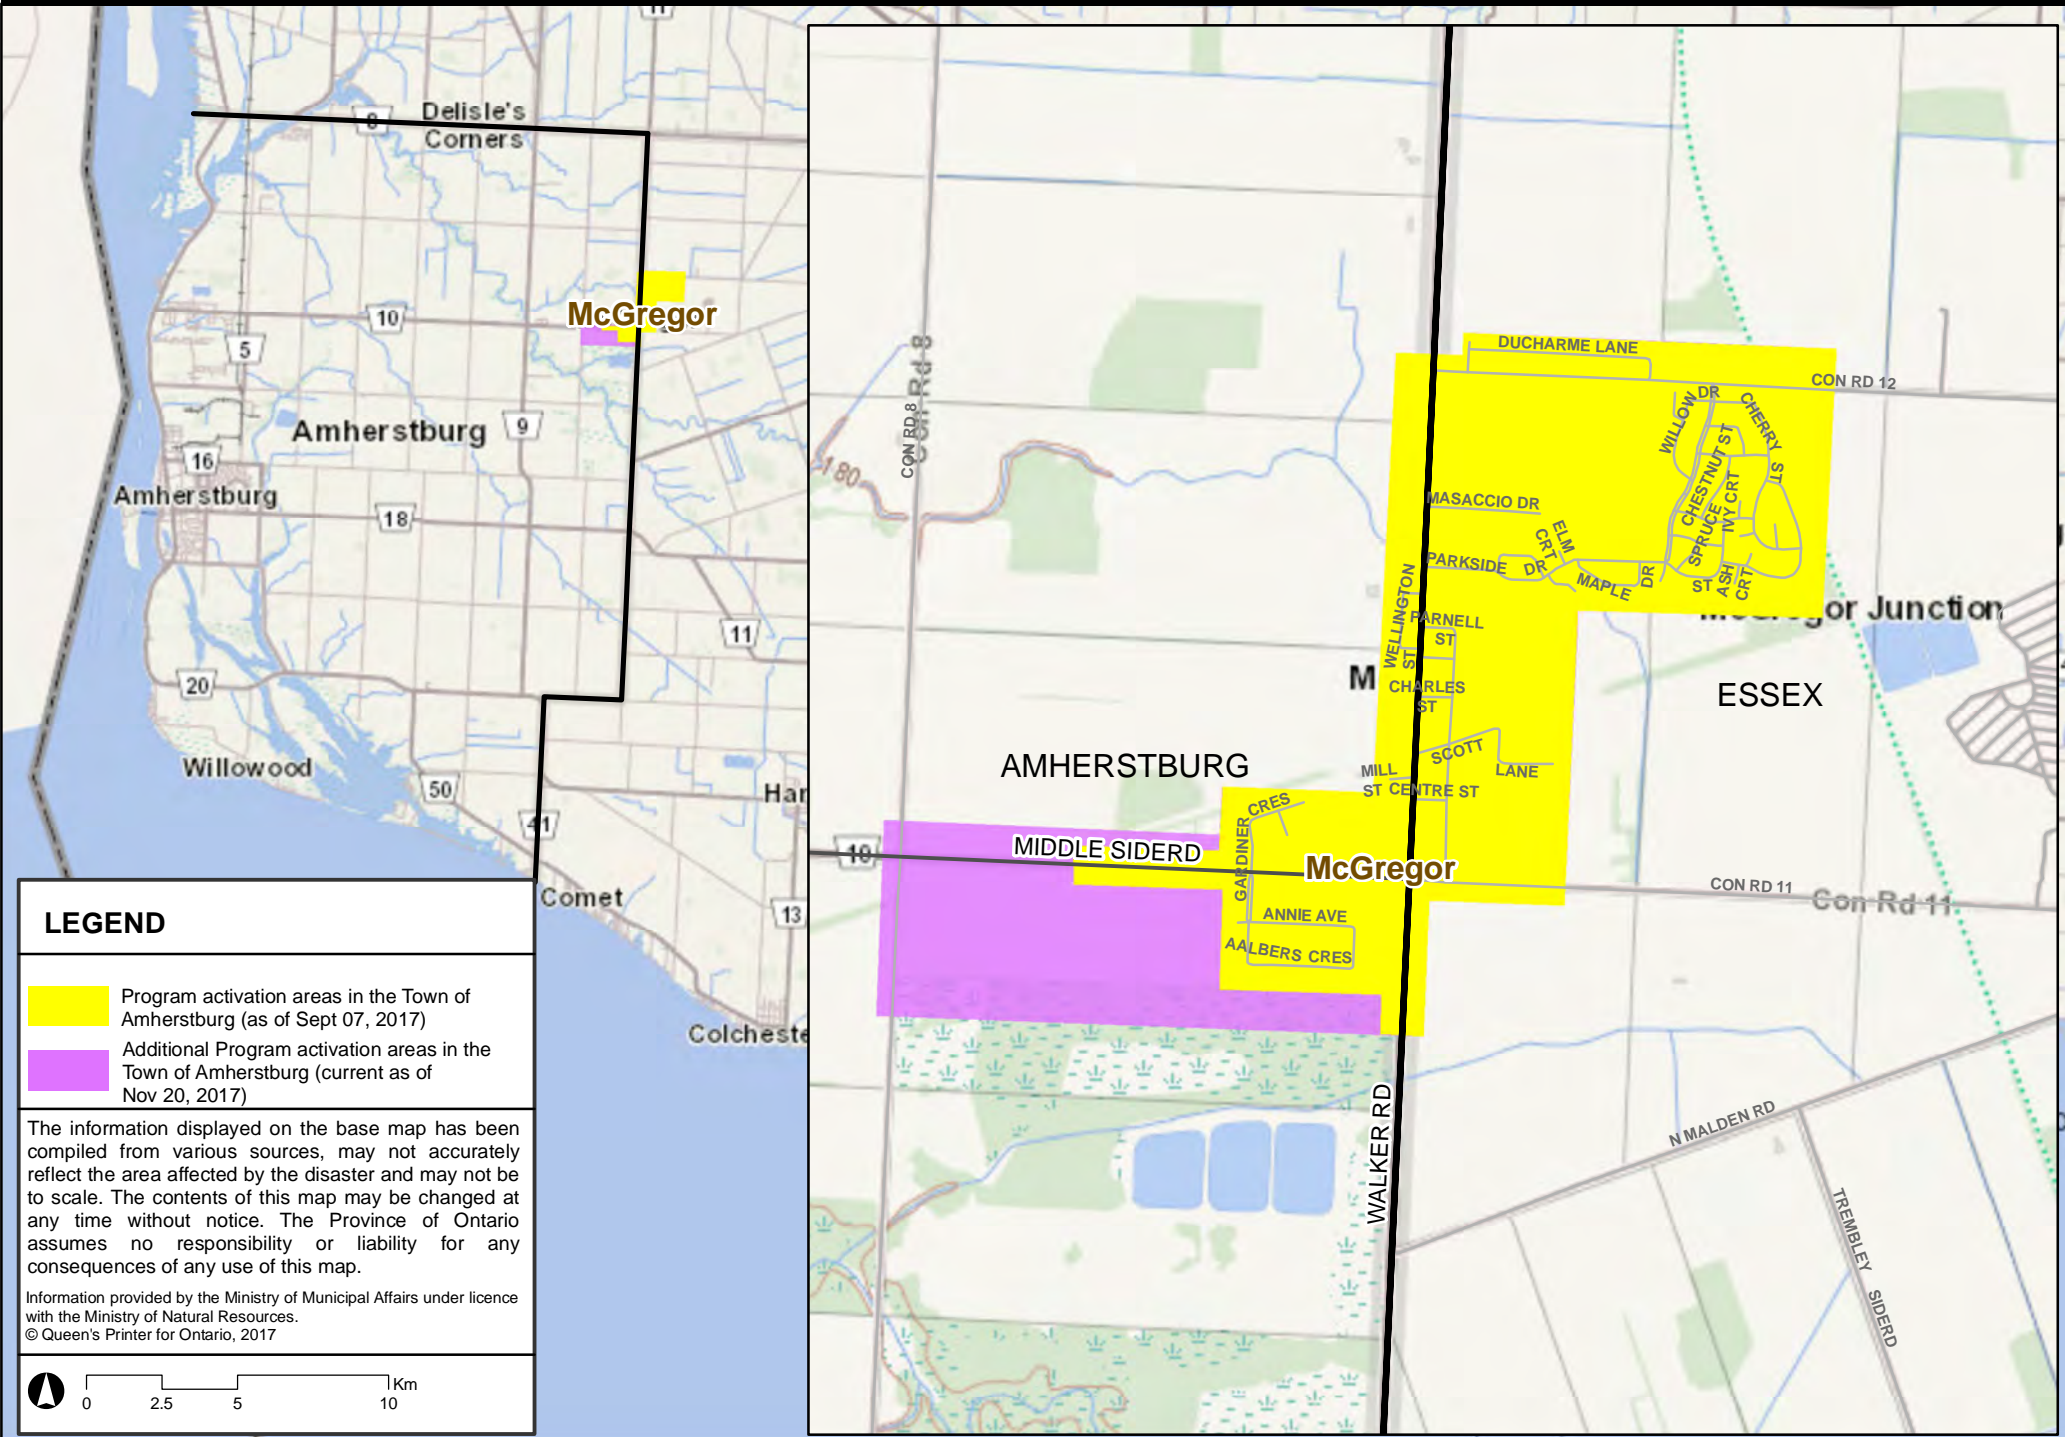 11
8
Delisle's
Corners
McGregor
10
5
Amherstburg
9
16
Amherstburg
18
11
20
Willowood
50
41
Har
Comet
13
Colcheste
LEGEND
Program activation areas in the Town of
Amherstburg (as of Sept 07, 2017)
Additional Program activation areas in the
Town of Amherstburg (current as of
Nov 20, 2017)
The information displayed on the base map has been
compiled from various sources, may not accurately
reflect the area affected by the disaster and may not be
to scale. The contents of this map may be changed at
any time without notice. The Province of Ontario
assumes no responsibility or liability for any
consequences of any use of this map.
Information provided by the Ministry of Municipal Affairs under licence
with the Ministry of Natural Resources.
© Queen's Printer for Ontario, 2017
Km
0 2.5 5 10
DUCHARME LANE
CON RD 12
Con Rd 8
CON RD 8
180
WILLOW DR
CHERRY ST
CHESTNUT ST
IVY CRT
SPRUCE ST
ASH CRT
MASACCIO DR
ELM CRT
PARKSIDE DR
MAPLE DR
WELLINGTON ST
PARNELL
ST
McGregor Junction
M
CHARLES
ST
ESSEX
SCOTT LANE
AMHERSTBURG
MILL
ST
CENTRE ST
GARDINER CRES
10
MIDDLE SIDERD
McGregor
CON RD 11
Con Rd 11
ANNIE AVE
AALBERS CRES
WALKER RD
N MALDEN RD
TREMBLEY SIDERD